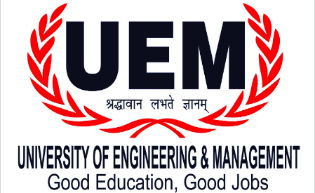 UEM
श्रद्धावान लभते ज्ञानम्
UNIVERSITY OF ENGINEERING & MANAGEMENT
Good Education, Good Jobs